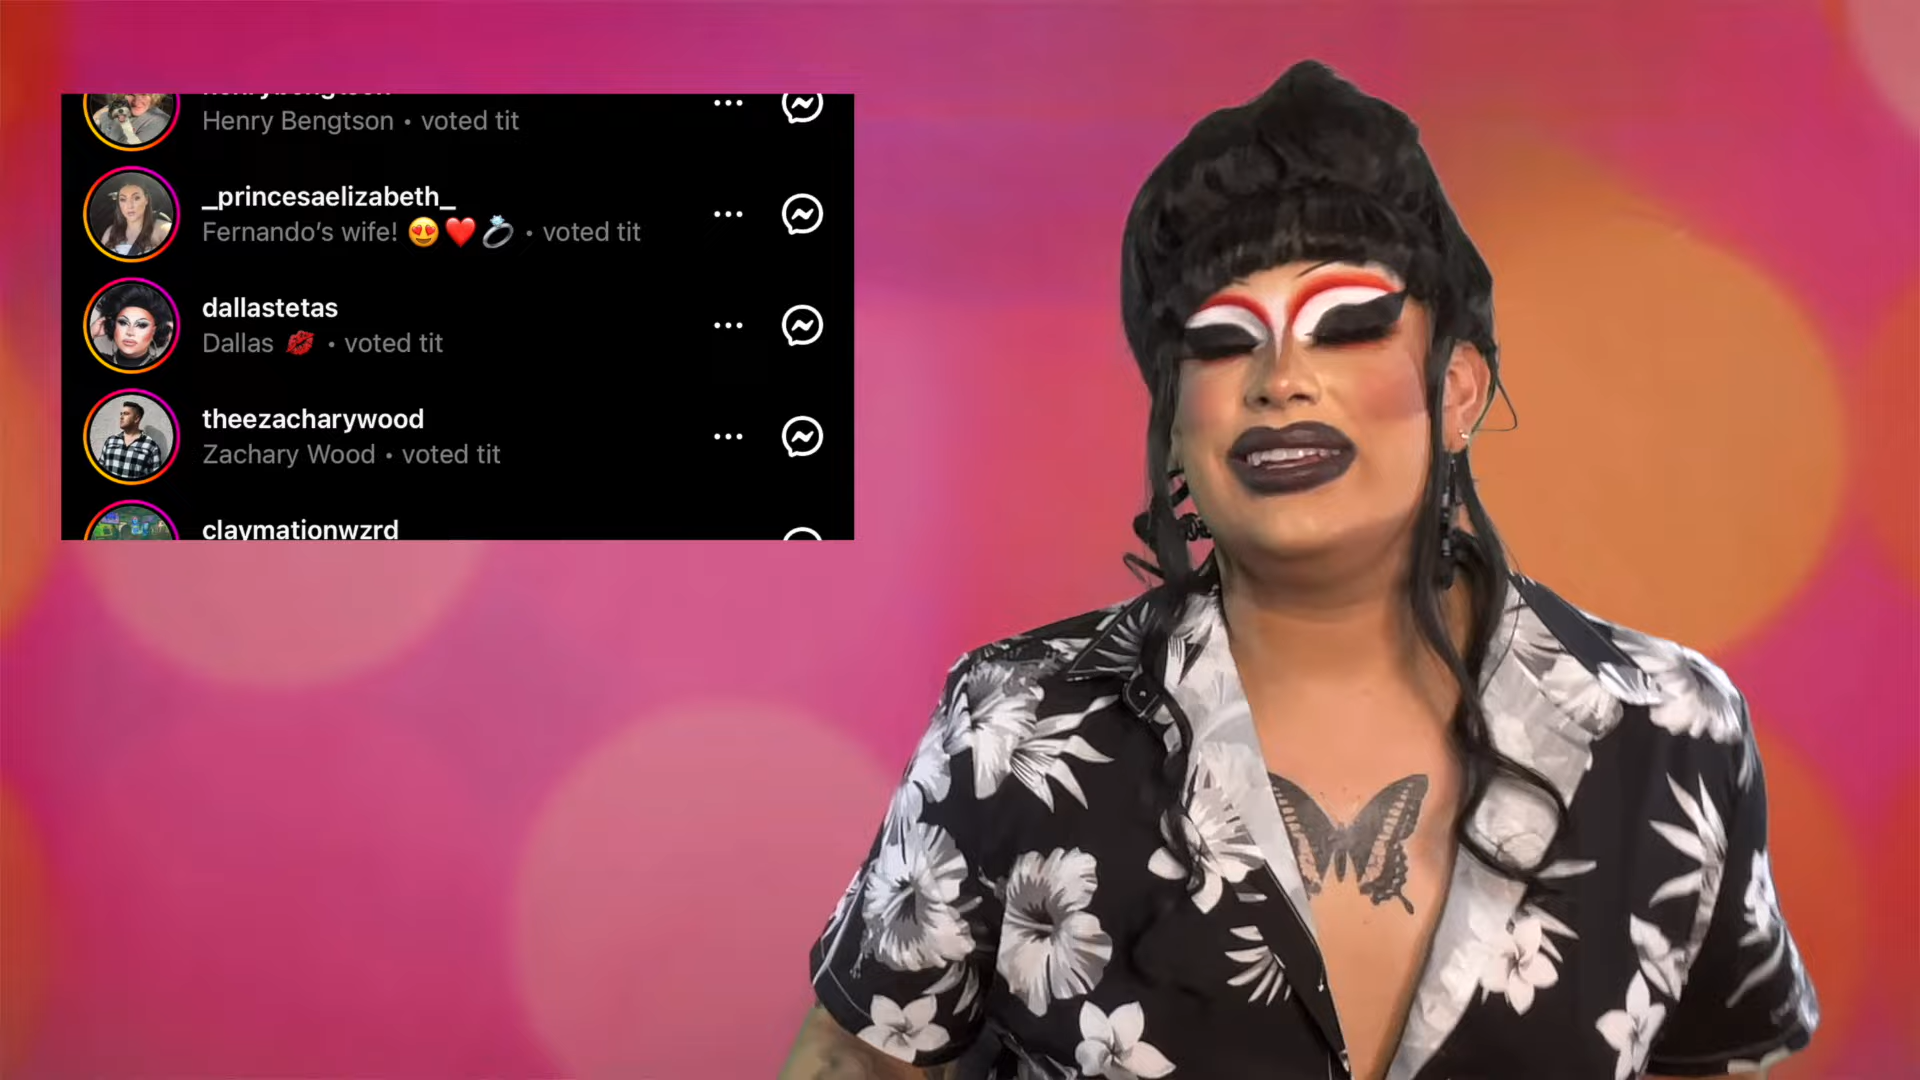 Henry Bengtson • voted tit
_princesaelizabeth_
Fernando’s wife! 😍❤️💍 • voted tit
dallastetas
Dallas 💋 • voted tit
theezacharywood
Zachary Wood • voted tit
claymationwzrd